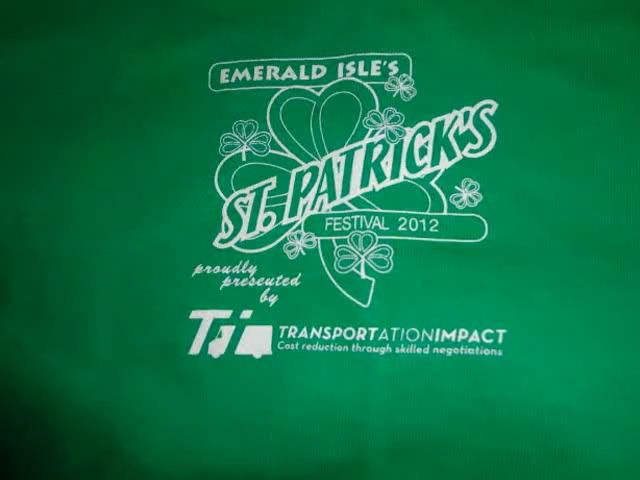 EMERALD ISLE'S
ST. PATRICK'S
FESTIVAL 2012
proudly
presented
by
Ti
TRANSPORTATIONIMPACT
Cost reduction through skilled negotiations